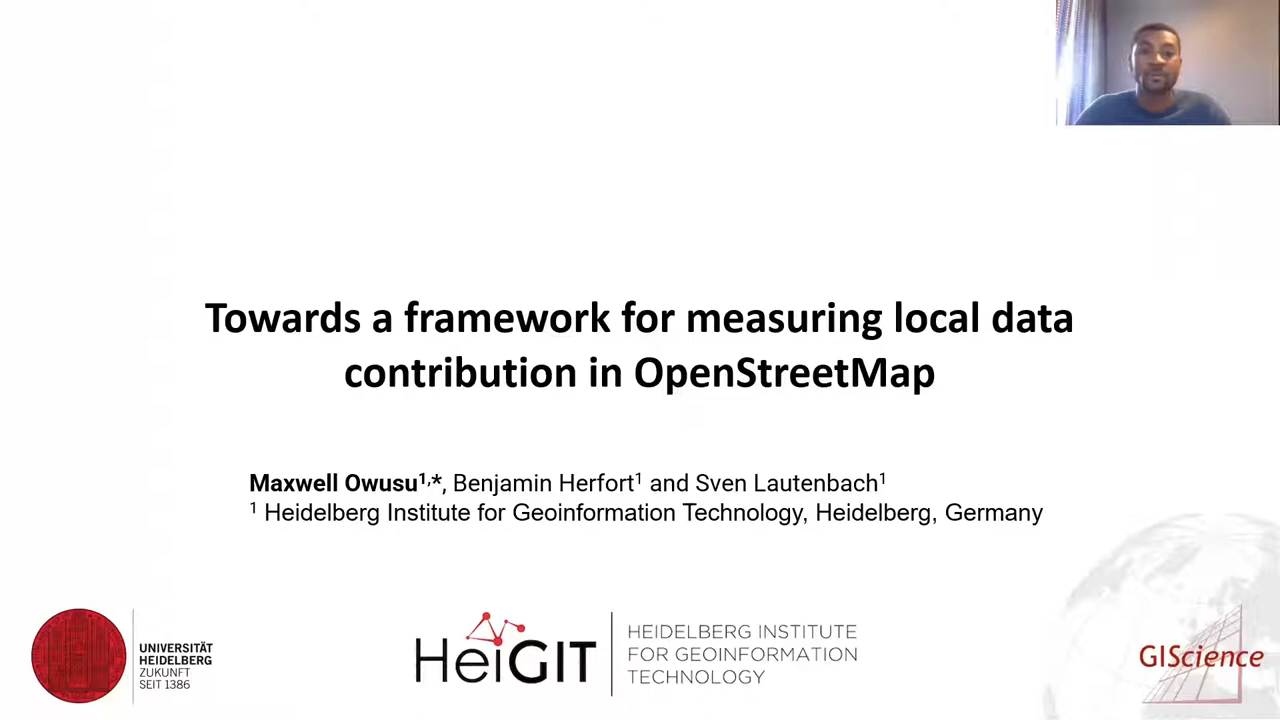 Towards a framework for measuring local data
contribution in OpenStreetMap
Maxwell Owusu¹,*, Benjamin Herfort¹ and Sven Lautenbach¹
¹ Heidelberg Institute for Geoinformation Technology, Heidelberg, Germany
UNIVERSITÄT
HEIDELBERG
ZUKUNFT
SEIT 1386
HeiGIT
HEIDELBERG INSTITUTE
FOR GEOINFORMATION
TECHNOLOGY
GIScience